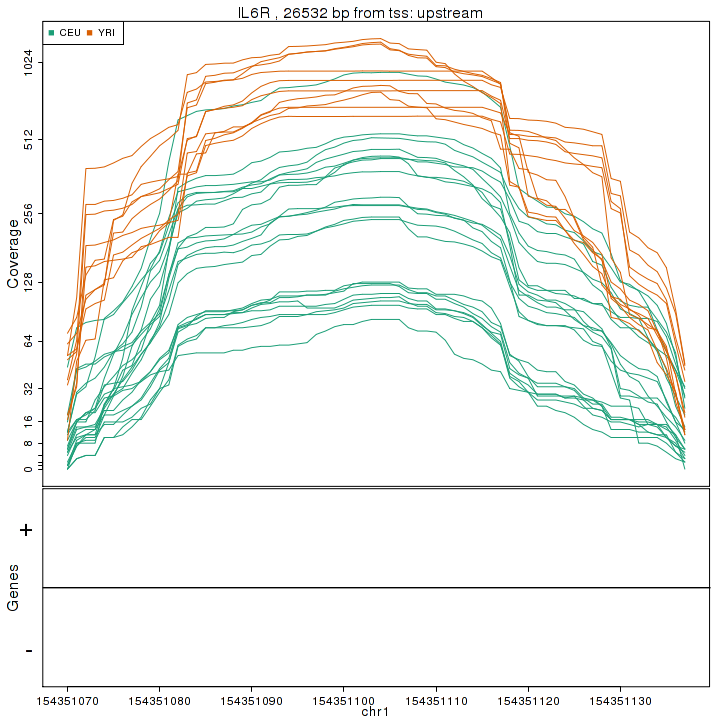 IL6R , 26532 bp from tss: upstream
CEU YRI
1024
512
256
128
64
32
16
8
0
Coverage
+
-
Genes
154351070 154351080 154351090 154351100 154351110 154351120 154351130
chr1